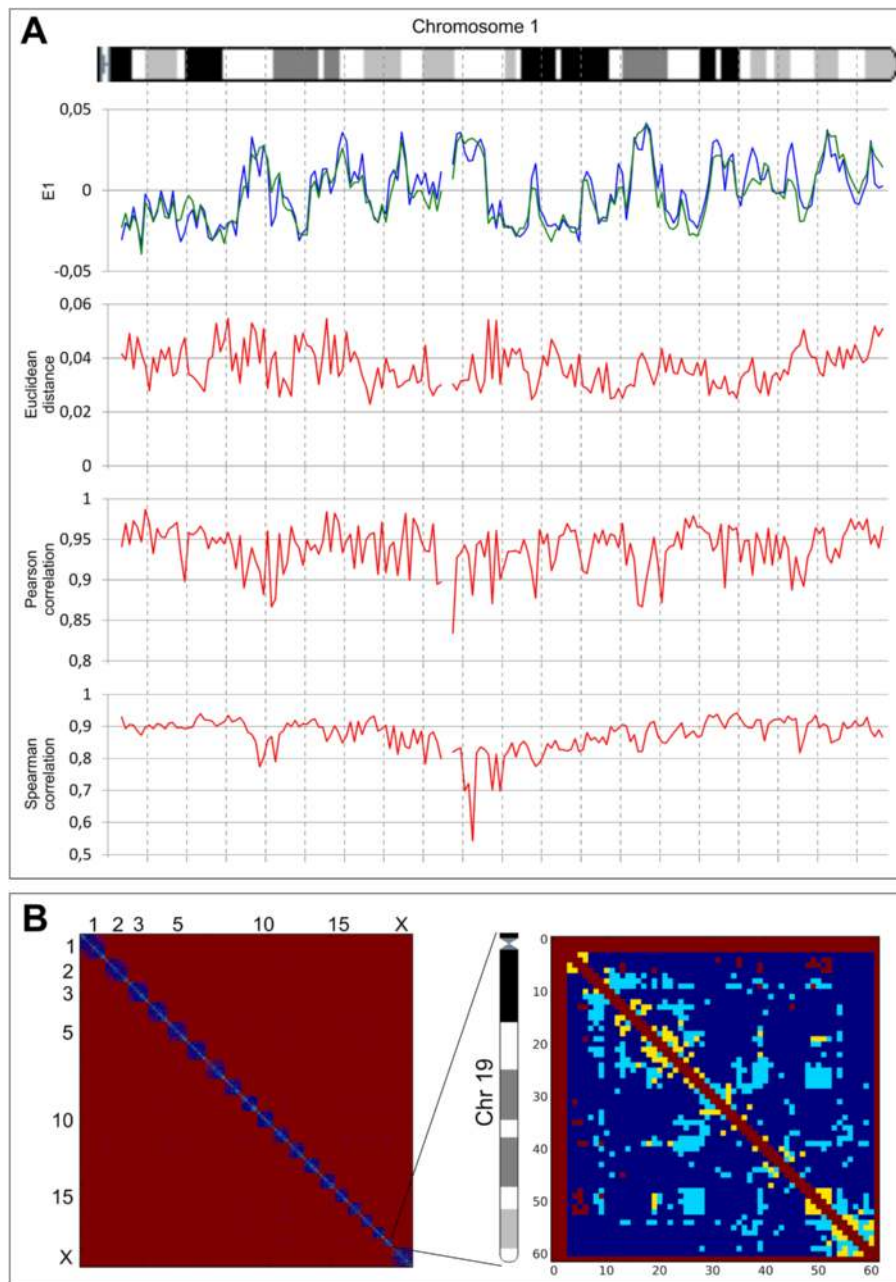 A
Chromosome 1
0,05
0
-0,05
E1
0,06
0,04
0,02
0
Euclidean
distance
1
0,95
0,9
0,85
0,8
Pearson
correlation
1
0,9
0,8
0,7
0,6
0,5
Spearman
correlation
B
1 2 3 5 10 15 X
1
2
3
5
10
15
X
Chr 19
0
10
20
30
40
50
60
0 10 20 30 40 50 60